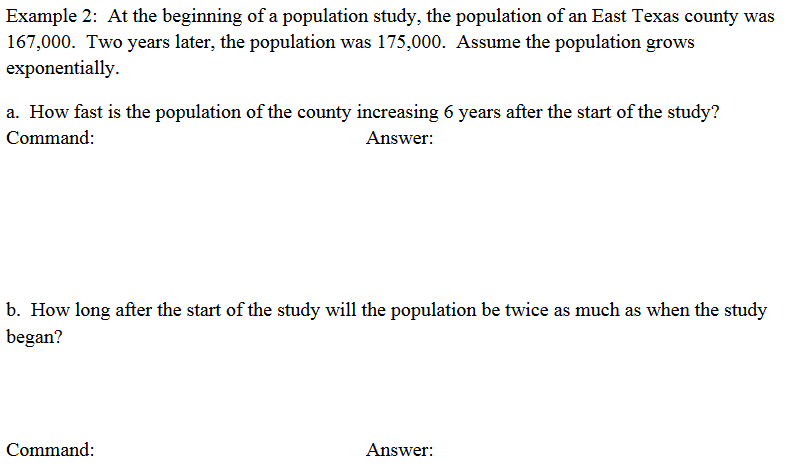 Example 2:  At the beginning of a population study, the population of an East Texas county was
167,000.  Two years later, the population was 175,000.  Assume the population grows
exponentially.
a.  How fast is the population of the county increasing 6 years after the start of the study?
Command: Answer:
b.  How long after the start of the study will the population be twice as much as when the study
began?
Command: Answer: